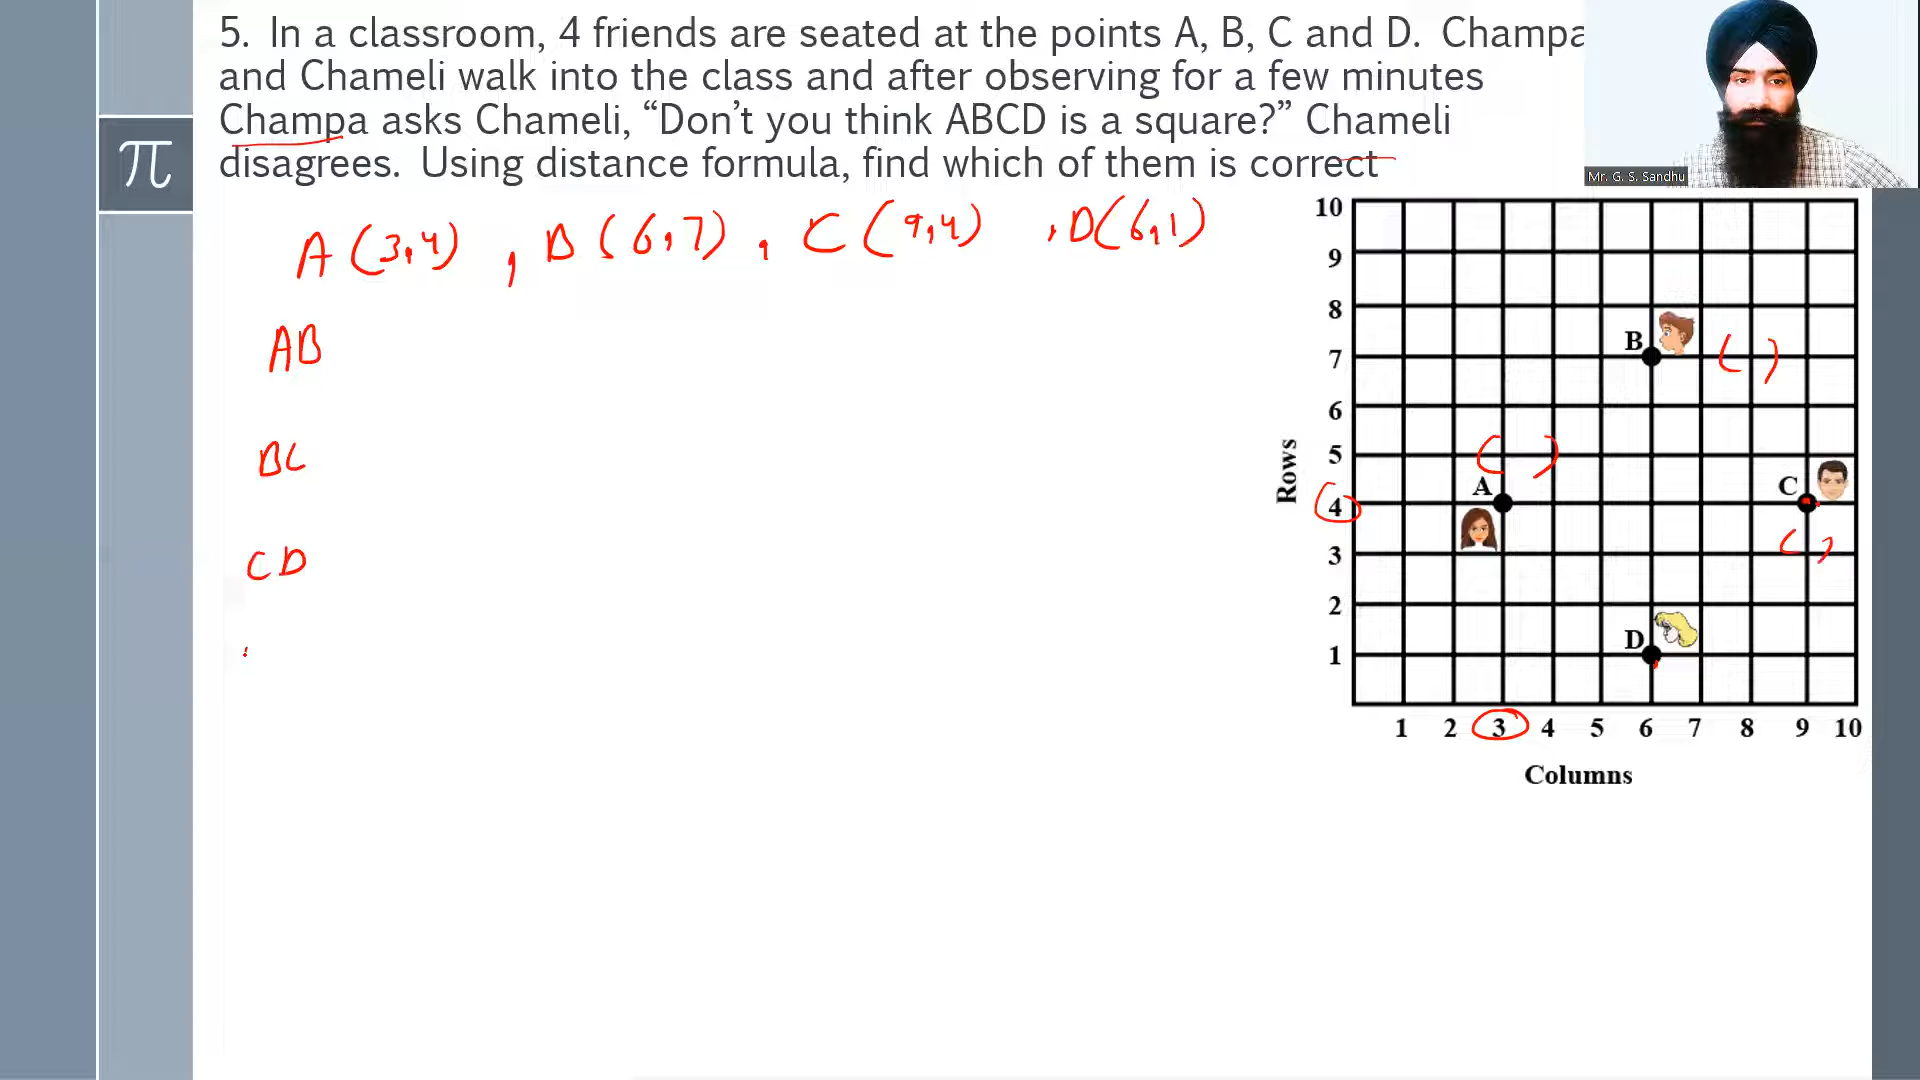 5. In a classroom, 4 friends are seated at the points A, B, C and D. Champa
and Chameli walk into the class and after observing for a few minutes
Champa asks Chameli, “Don’t you think ABCD is a square?” Chameli
disagrees. Using distance formula, find which of them is correct
π
Mr. G. S. Sandhu
A (3,4) , B (6,7) , C (9,4) , D(6,1)
AB
BC
CD
10
9
8
B
7 ( )
6
Rows
5 ( )
A C
4
3 ( )
2
D
1
1 2 3 4 5 6 7 8 9 10
Columns